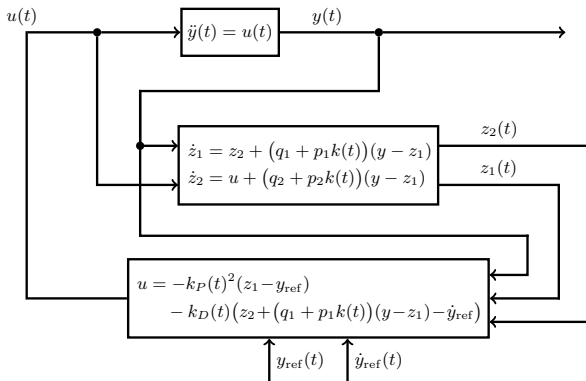 u(t)
ÿ(t) = u(t)
y(t)
ż₁ = z₂ + (q₁ + p₁k(t))(y − z₁)
ż₂ = u + (q₂ + p₂k(t))(y − z₁)
z₂(t)
z₁(t)
u = −k_P(t)²(z₁−y_ref)
− k_D(t)(z₂+(q₁ + p₁k(t))(y−z₁)−ẏ_ref)
y_ref(t)
ẏ_ref(t)